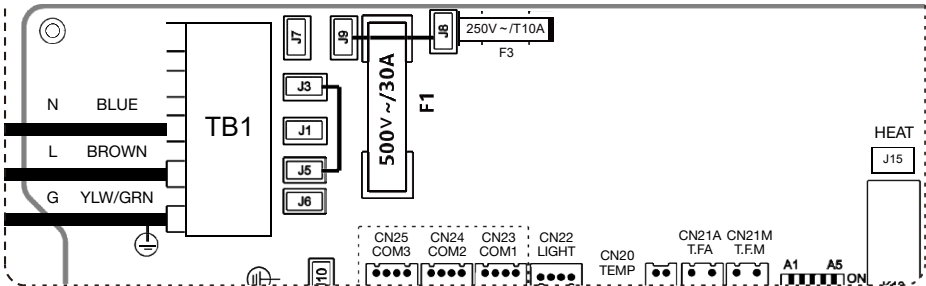 J7
J9
J8
250V ~/T10A
F3
J3
500V ~/30A
F1
N BLUE
TB1
J1
HEAT
L BROWN
J5
J15
G YLW/GRN
J6
CN25
COM3
CN24
COM2
CN23
COM1
CN22
LIGHT
CN20
TEMP
CN21A
T.FA
CN21M
T.F.M
A1 A5
ON
J10